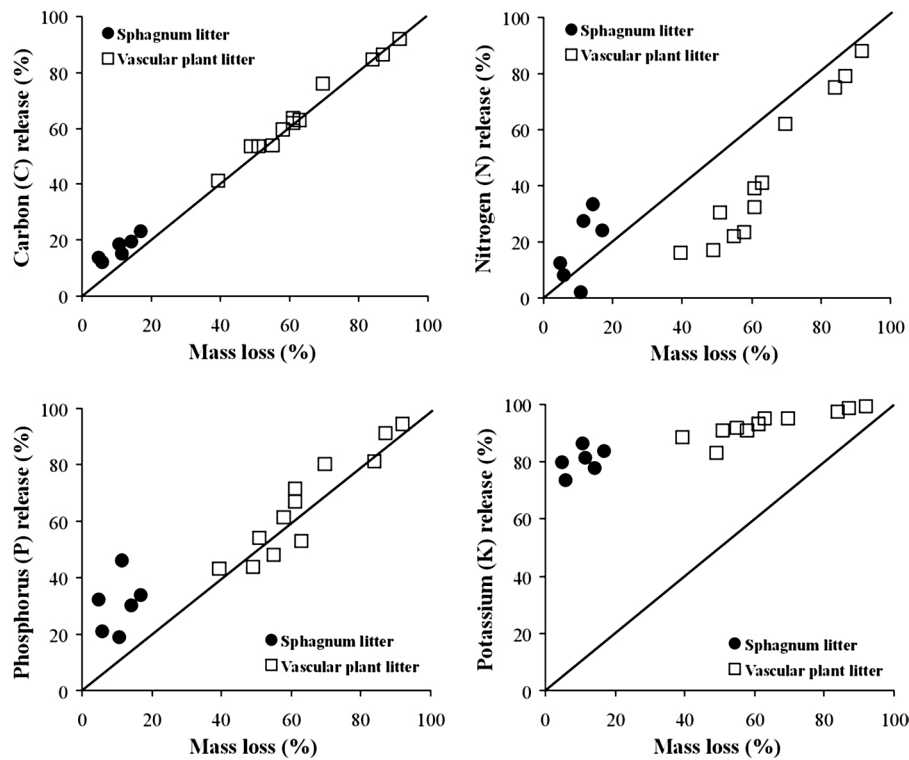 Carbon (C) release (%)
100
80
60
40
20
0
Sphagnum litter
Vascular plant litter
0 20 40 60 80 100
Mass loss (%)
Nitrogen (N) release (%)
100
80
60
40
20
0
Sphagnum litter
Vascular plant litter
0 20 40 60 80 100
Mass loss (%)
Phosphorus (P) release (%)
100
80
60
40
20
0
Sphagnum litter
Vascular plant litter
0 20 40 60 80 100
Mass loss (%)
Potassium (K) release (%)
100
80
60
40
20
0
Sphagnum litter
Vascular plant litter
0 20 40 60 80 100
Mass loss (%)